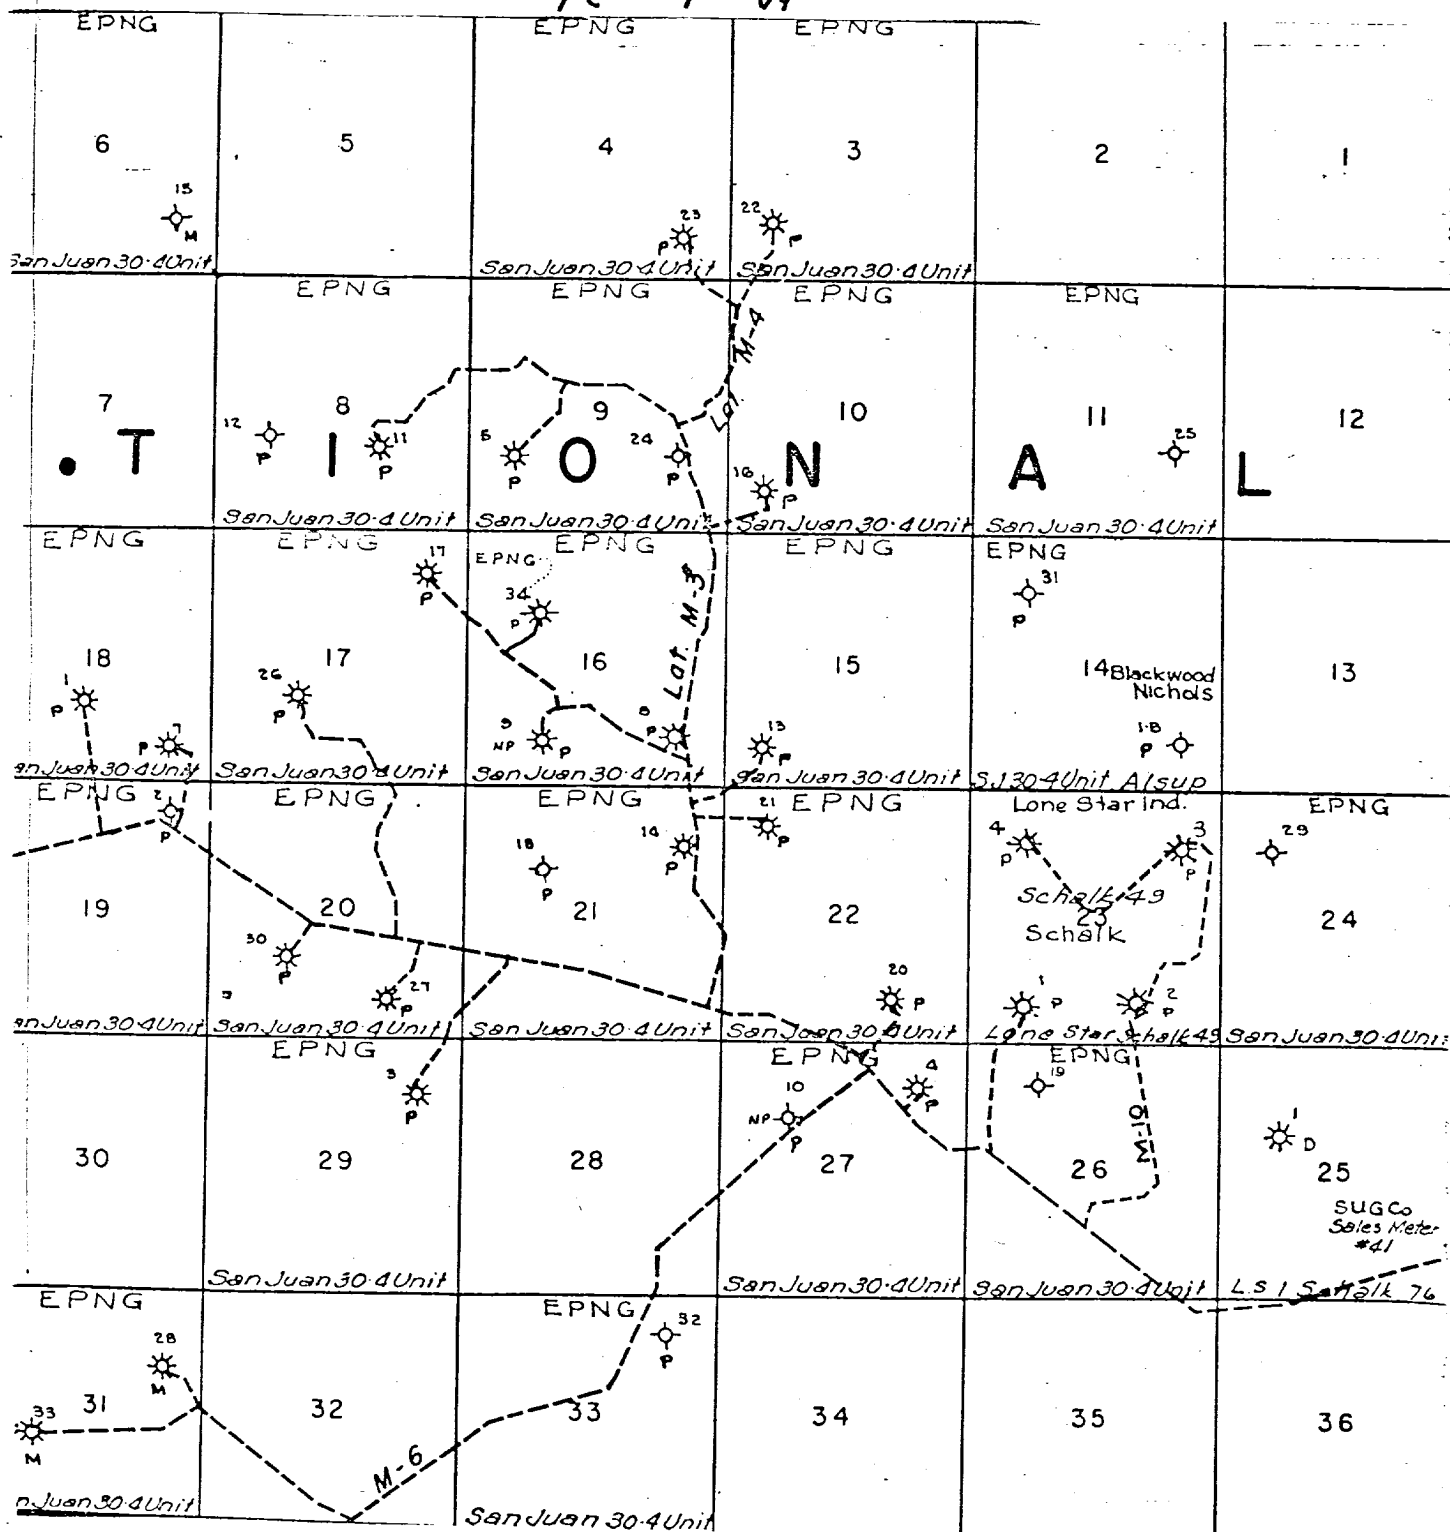 EPNG EPNG EPNG
6 5 4 3 2 1
15 M
23 P
22 P
San Juan 30-4 Unit San Juan 30-4 Unit San Juan 30-4 Unit
EPNG EPNG EPNG EPNG
Lat. M-4
7 8 9 10 11 12
12 P
11 P
5 P
24 P
16 P
25
. T I O N A L
San Juan 30-4 Unit San Juan 30-4 Unit San Juan 30-4 Unit San Juan 30-4 Unit
EPNG EPNG EPNG EPNG EPNG
17 P
EPNG
34 P
Lat. M-3
31 P
18 17 16 15 14 13
Blackwood
Nichols
1 P
7 P
26 P
9 NP P
8 P
13 P
1-B P
an Juan 30-4 Unit San Juan 30-4 Unit San Juan 30-4 Unit San Juan 30-4 Unit S.J. 30-4 Unit Alsup
EPNG EPNG EPNG Lone Star Ind. EPNG
2 P
18 P
14 P
21 P
4 P
3 P
29
Schalk 49
19 20 21 22 23 24
Schalk
30 P
27 P
20 P
1 P
2 P
an Juan 30-4 Unit San Juan 30-4 Unit San Juan 30-4 Unit San Juan 30-4 Unit Lone Star Schalk 49 San Juan 30-4 Uni
EPNG EPNG EPNG
3 P
10 NP P
4 P
19
M-10
1 D
30 29 28 27 26 25
SUGCo
Sales Meter
#41
San Juan 30-4 Unit San Juan 30-4 Unit San Juan 30-4 Unit L.S 1 Schalk 76
EPNG EPNG
28 M
32 P
33 M
31 32 33 34 35 36
M-6
n Juan 30-4 Unit San Juan 30-4 Unit